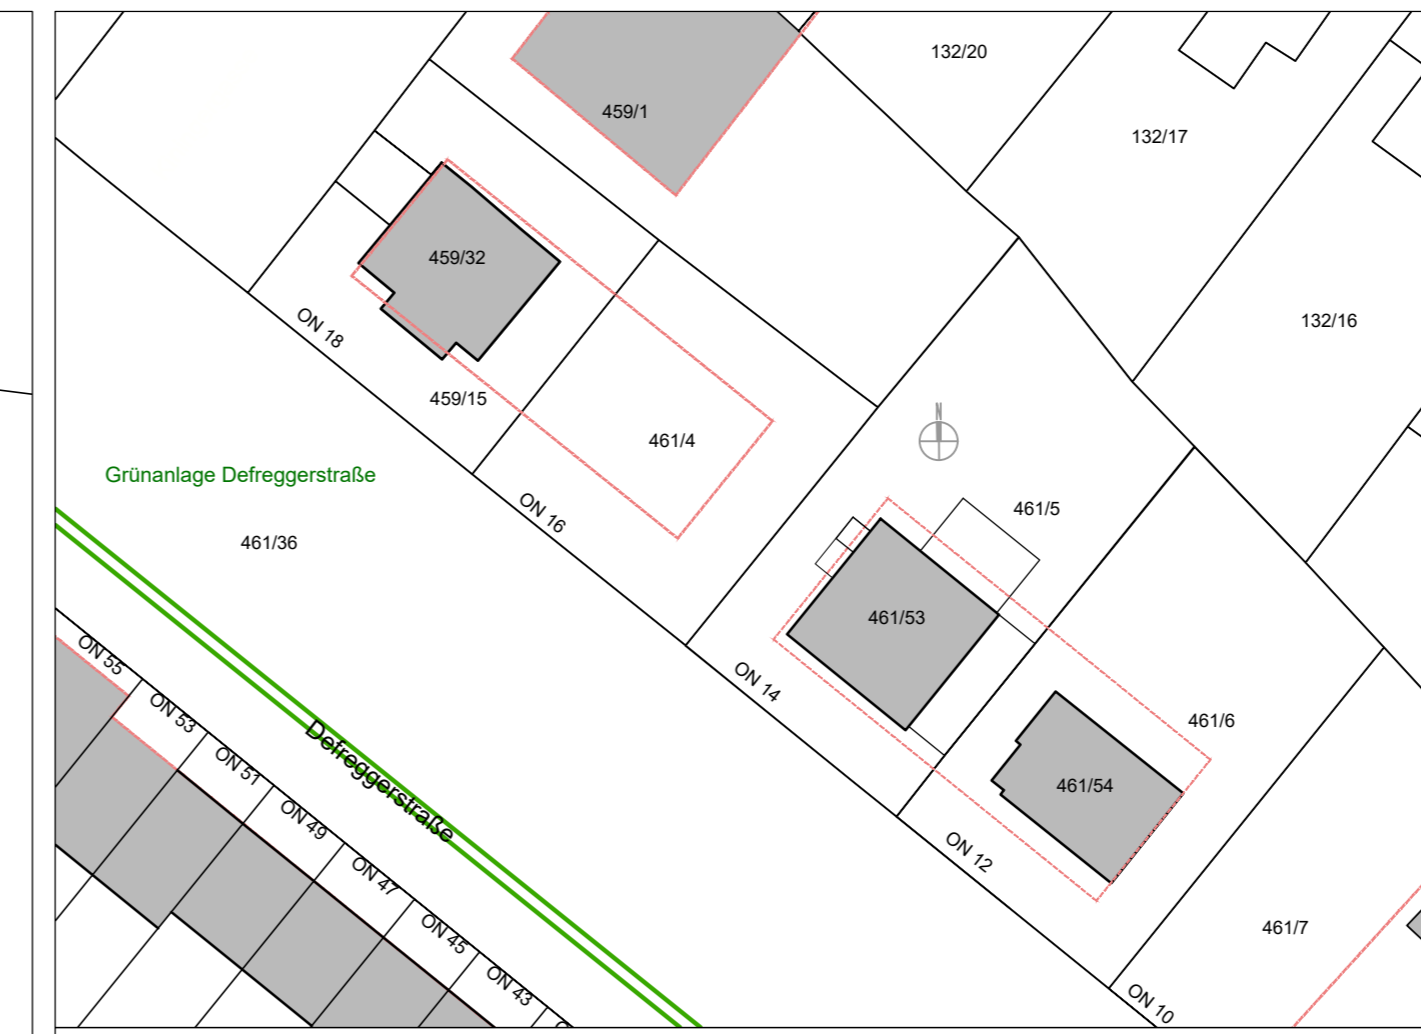 132/20
459/1
132/17
459/32
ON 18
132/16
459/15
461/4
N
Grünanlage Defreggerstraße
ON 16
461/5
461/36
461/53
ON 55
ON 14
ON 53
461/6
Defreggerstraße
ON 51
461/54
ON 49
ON 12
ON 47
ON 45
461/7
ON 43
ON 10